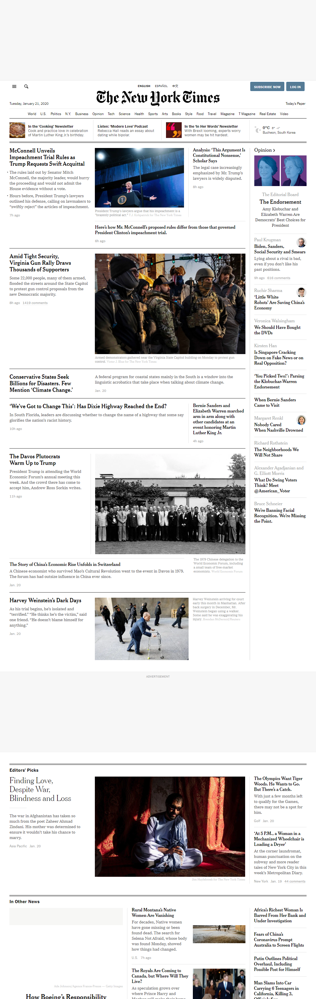 ENGLISH ESPAÑOL 中文
SUBSCRIBE NOW LOG IN
The New York Times
Tuesday, January 21, 2020
Today's Paper
World U.S. Politics N.Y. Business Opinion Tech Science Health Sports Arts Books Style Food Travel Magazine T Magazine Real Estate Video
In the 'Cooking' Newsletter
Cook and practice love in celebration
of Martin Luther King Jr.'s birthday.
Listen: 'Modern Love' Podcast
Rebecca Hall reads an essay about
dating while bipolar.
In the 'In Her Words' Newsletter
With Brexit looming, experts worry
women may be hit hardest.
0°C 6° -4°
Bucheon, South Korea
McConnell Unveils
Impeachment Trial Rules as
Trump Requests Swift Acquittal
• The rules laid out by Senator Mitch
McConnell, the majority leader, would hurry
the proceeding and would not admit the
House evidence without a vote.
• Hours before, President Trump's lawyers
outlined his defense, calling on lawmakers to
“swiftly reject” the articles of impeachment.
7h ago
President Trump's lawyers argue that his impeachment is a
“brazenly political act.” T.J. Kirkpatrick for The New York Times
Analysis: ‘This Argument Is
Constitutional Nonsense,’
Scholar Says
The legal case increasingly
emphasized by Mr. Trump's
lawyers is widely disputed.
8h ago
Here's how Mr. McConnell's proposed rules differ from those that governed
President Clinton's impeachment trial.
6h ago
Amid Tight Security,
Virginia Gun Rally Draws
Thousands of Supporters
Some 22,000 people, many of them armed,
flooded the streets around the State Capitol
to protest gun control proposals from the
new Democratic majority.
8h ago 1419 comments
Armed demonstrators gathered near the Virginia State Capitol building on Monday to protest gun
control. Victor J. Blue for The New York Times
Conservative States Seek
Billions for Disasters. Few
Mention ‘Climate Change.’
A federal program for coastal states mainly in the South is a window into the
linguistic acrobatics that take place when talking about climate change.
Jan. 20
‘We've Got to Change This’: Has Dixie Highway Reached the End?
In South Florida, leaders are discussing whether to change the name of a highway that some say
glorifies the nation's racist history.
10h ago
Bernie Sanders and
Elizabeth Warren marched
arm in arm along with
other candidates at an
event honoring Martin
Luther King Jr.
4h ago
The Davos Plutocrats
Warm Up to Trump
President Trump is attending the World
Economic Forum's annual meeting this
week. And the crowd there has come to
accept him, Andrew Ross Sorkin writes.
11h ago
The Story of China's Economic Rise Unfolds in Switzerland
A Chinese economist who survived Mao's Cultural Revolution went to the event in Davos in 1979.
The forum has had outsize influence in China ever since.
Jan. 20
The 1979 Chinese delegation to the
World Economic Forum, including
a small team of free-market
economists. World Economic Forum
Harvey Weinstein's Dark Days
As his trial begins, he's isolated and
“terrified.” “He thinks he's the victim,” said
one friend. “He doesn't blame himself for
anything.”
Jan. 20
Harvey Weinstein arriving for court
early this month in Manhattan. After
back surgery in December, Mr.
Weinstein began using a walker.
Some said he was exaggerating his
injury. Brendan McDermid/Reuters
Opinion ›
The Editorial Board
The Endorsement
Amy Klobuchar and
Elizabeth Warren Are
Democrats' Best Choices for
President
Paul Krugman
Biden, Sanders,
Social Security and Smears
Lying about a rival is bad,
even if you don't like his
past positions.
9h ago 616 comments
Ruchir Sharma
‘Little White
Robots’ Are Saving China's
Economy
Veronica Walsingham
We Should Have Bought
the DVDs
Kirsten Han
Is Singapore Cracking
Down on Fake News or on
Real Opposition?
‘You Picked Two!’: Parsing
the Klobuchar-Warren
Endorsement
When Bernie Sanders
Came to Visit
Margaret Renkl
Nobody Cared
When Nashville Drowned
Richard Rothstein
The Neighborhoods We
Will Not Share
Alexander Agadjanian and
G. Elliott Morris
What Do Swing Voters
Think? Meet
@American_Voter
Bruce Schneier
We're Banning Facial
Recognition. We're Missing
the Point.
ADVERTISEMENT
Editors' Picks
Finding Love,
Despite War,
Blindness and Loss
The war in Afghanistan has taken so
much from the poet Zaheer Ahmad
Zindani. His mother was determined to
ensure it wouldn't take his chance to
marry.
Asia Pacific Jan. 20
Jim Huylebroek for The New York Times
The Olympics Want Tiger
Woods. He Wants to Go.
But There's a Catch.
With just a few months left
to qualify for the Games,
there may not be a spot for
him.
Golf Jan. 20
‘At 5 P.M., a Woman in a
Mechanized Wheelchair is
Loading a Dryer’
At the corner laundromat,
human punctuation on the
subway and more reader
tales of New York City in this
week's Metropolitan Diary.
New York Jan. 19 44 comments
In Other News
Ade Johnson/Agence France-Presse — Getty Images
How Boeing's Responsibility
Rural Montana's Native
Women Are Vanishing
For decades, Native women
have gone missing or been
found dead. The search for
Selena Not Afraid, whose body
was found Monday, showed
how things had changed.
U.S. 7h ago
The Royals Are Coming to
Canada, but Where Will They
Live?
As speculation grows over
where Prince Harry and
Meghan will make their home
Africa's Richest Woman Is
Barred From Her Bank and
Under Investigation
Fears of China's
Coronavirus Prompt
Australia to Screen Flights
Putin Outlines Political
Overhaul, Including
Possible Post for Himself
Man Slams Into Car
Carrying 6 Teenagers in
California, Killing 3,
Officials Say